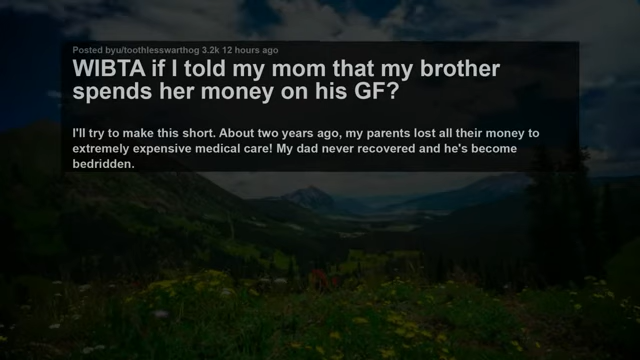 Posted byu/toothlesswarthog 3.2k 12 hours ago
WIBTA if I told my mom that my brother
spends her money on his GF?
I'll try to make this short. About two years ago, my parents lost all their money to
extremely expensive medical care! My dad never recovered and he's become
bedridden.